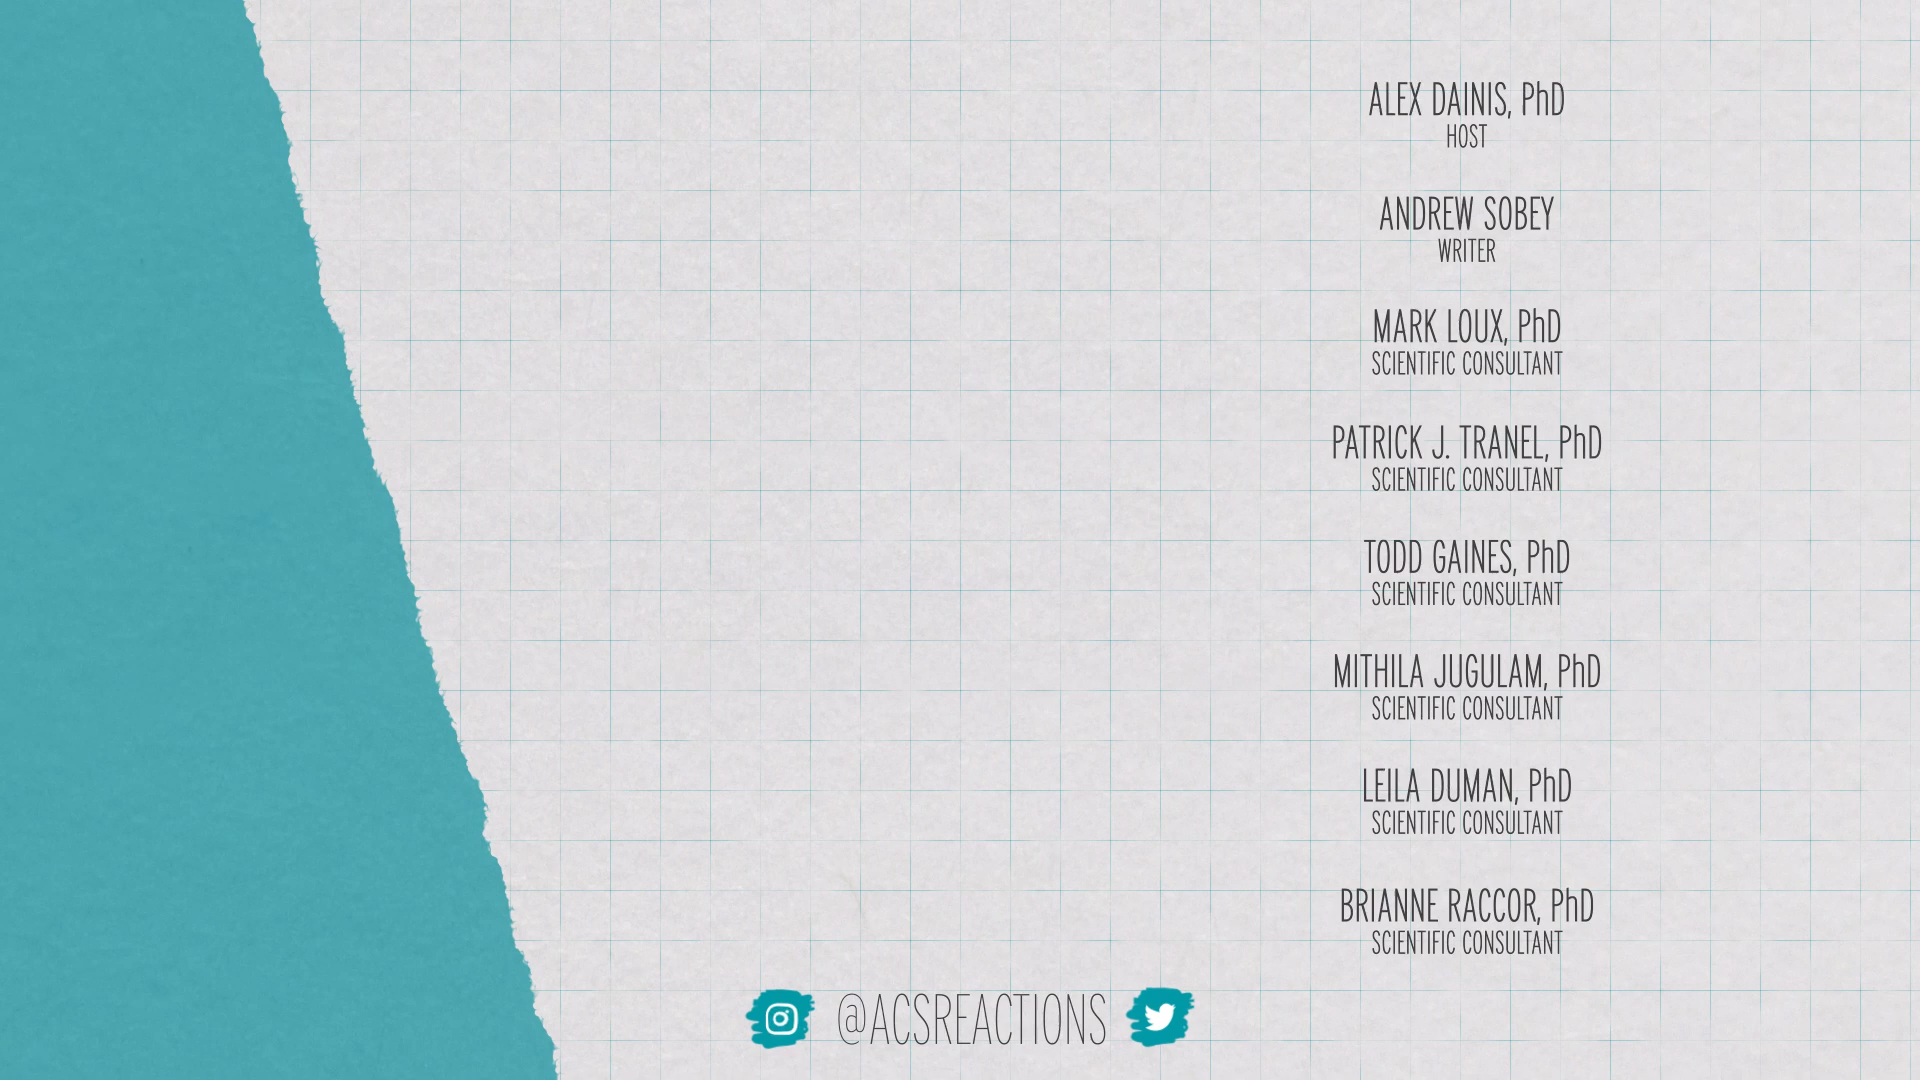 ALEX DAINIS, PhD
HOST
ANDREW SOBEY
WRITER
MARK LOUX, PhD
SCIENTIFIC CONSULTANT
PATRICK J. TRANEL, PhD
SCIENTIFIC CONSULTANT
TODD GAINES, PhD
SCIENTIFIC CONSULTANT
MITHILA JUGULAM, PhD
SCIENTIFIC CONSULTANT
LEILA DUMAN, PhD
SCIENTIFIC CONSULTANT
BRIANNE RACCOR, PhD
SCIENTIFIC CONSULTANT
@ACSREACTIONS